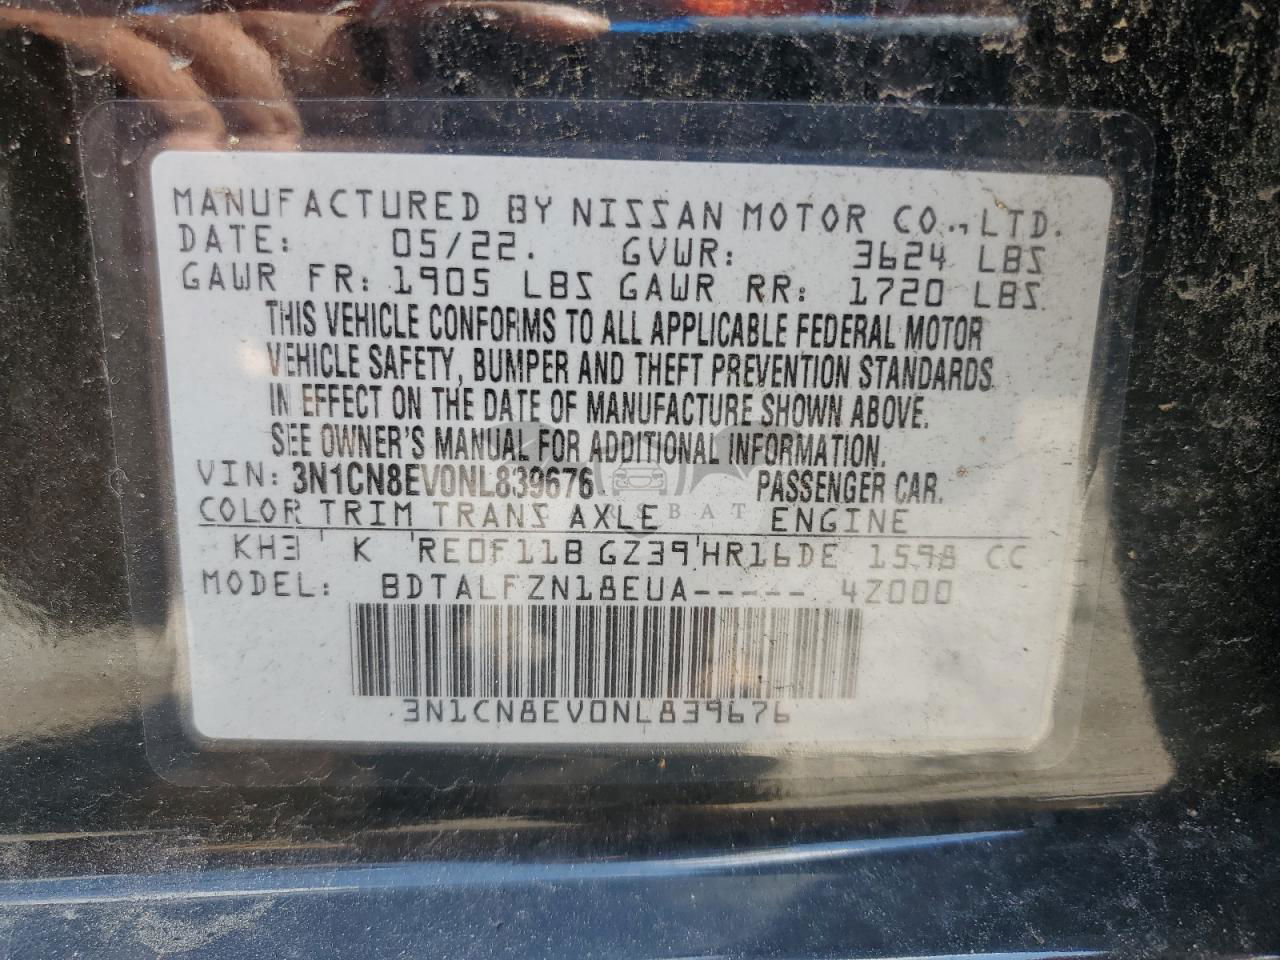 MANUFACTURED BY NISSAN MOTOR CO., LTD.
DATE: 05/22. GVWR: 3624 LBS
GAWR FR: 1905 LBS GAWR RR: 1720 LBS.
THIS VEHICLE CONFORMS TO ALL APPLICABLE FEDERAL MOTOR
VEHICLE SAFETY, BUMPER AND THEFT PREVENTION STANDARDS
IN EFFECT ON THE DATE OF MANUFACTURE SHOWN ABOVE.
SEE OWNER'S MANUAL FOR ADDITIONAL INFORMATION.
VIN: 3N1CN8EV0NL839676 PASSENGER CAR.
COLOR TRIM TRANS AXLE ENGINE
KH3 ' K 'RE0F11B GZ39'HR16DE 1598 CC
MODEL: BDTALFZN18EUA----- 4Z000
3N1CN8EV0NL839676